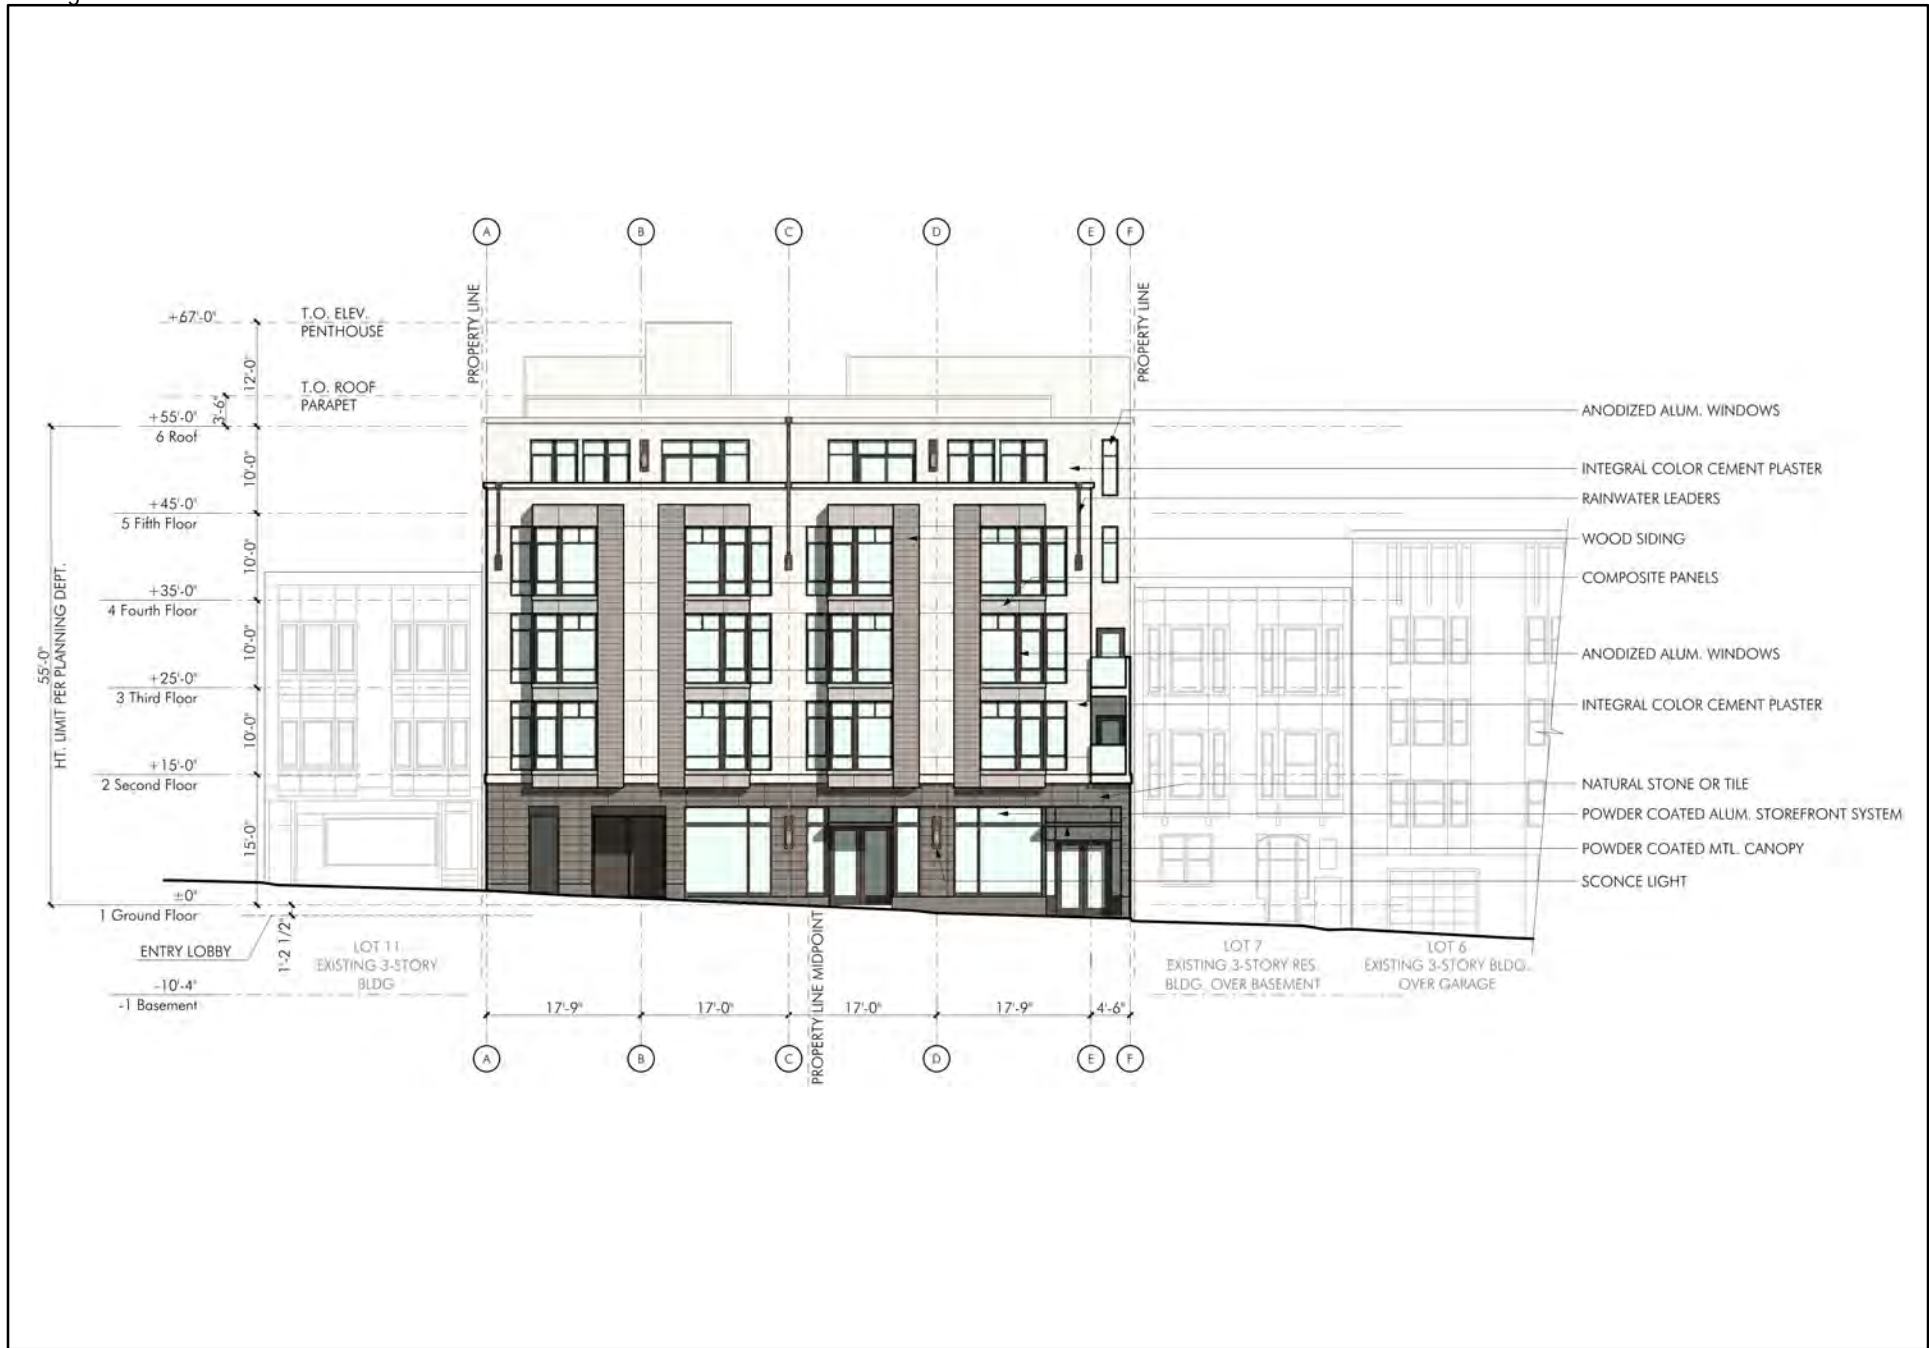 A
B
C
D
E
F
PROPERTY LINE
PROPERTY LINE
+67'-0"
T.O. ELEV.
PENTHOUSE
12'-0"
T.O. ROOF
PARAPET
3'-6"
+55'-0"
6 Roof
10'-0"
+45'-0"
5 Fifth Floor
10'-0"
+35'-0"
4 Fourth Floor
10'-0"
+25'-0"
3 Third Floor
10'-0"
+15'-0"
2 Second Floor
15'-0"
±0"
1 Ground Floor
55'-0"
HT. LIMIT PER PLANNING DEPT.
ENTRY LOBBY
1'-2 1/2"
-10'-4"
-1 Basement
ANODIZED ALUM. WINDOWS
INTEGRAL COLOR CEMENT PLASTER
RAINWATER LEADERS
WOOD SIDING
COMPOSITE PANELS
ANODIZED ALUM. WINDOWS
INTEGRAL COLOR CEMENT PLASTER
NATURAL STONE OR TILE
POWDER COATED ALUM. STOREFRONT SYSTEM
POWDER COATED MTL. CANOPY
SCONCE LIGHT
LOT 11
EXISTING 3-STORY
BLDG
LOT 7
EXISTING 3-STORY RES.
BLDG. OVER BASEMENT
LOT 6
EXISTING 3-STORY BLDG.
OVER GARAGE
PROPERTY LINE MIDPOINT
17'-9"
17'-0"
17'-0"
17'-9"
4'-6"
A
B
C
D
E
F